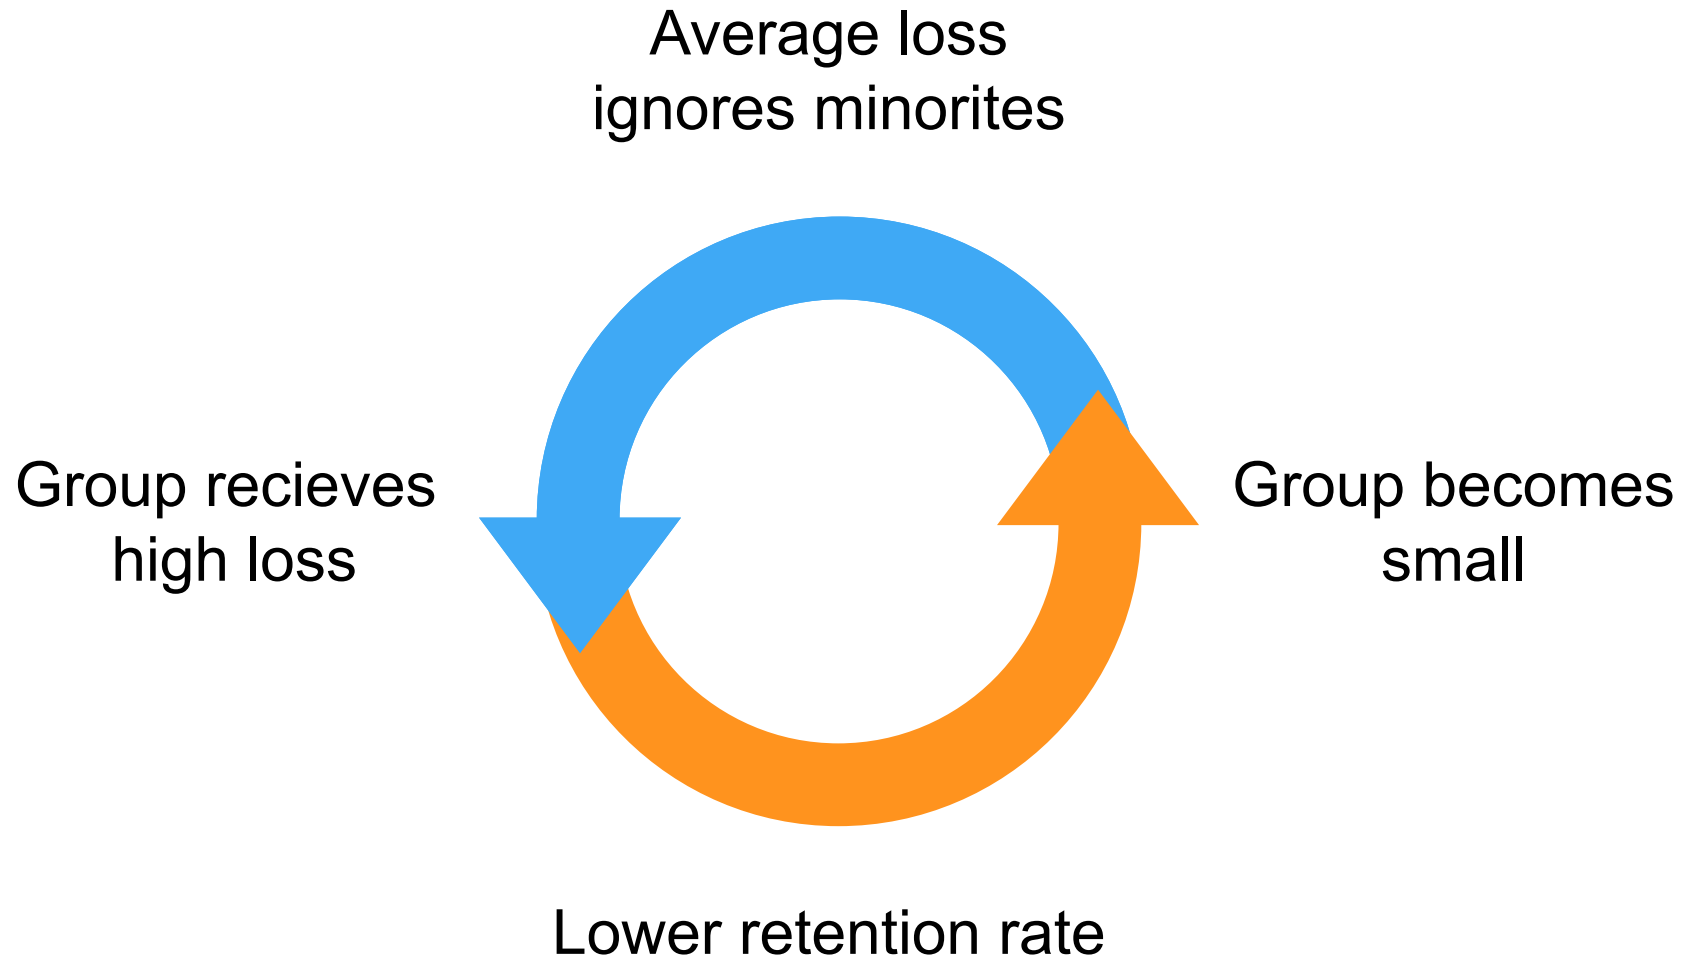 Average loss
ignores minorites
Group recieves
high loss
Group becomes
small
Lower retention rate